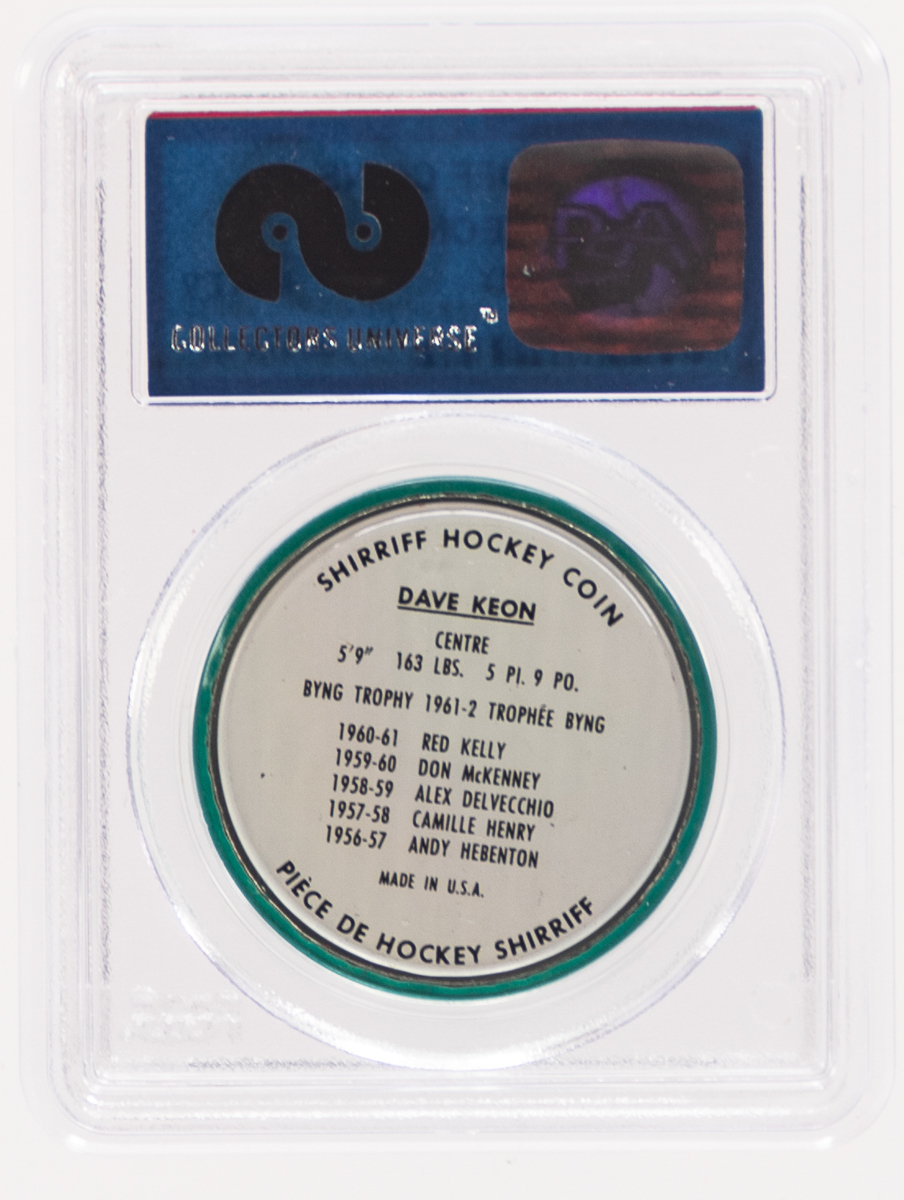 COLLECTORS UNIVERSE™
PSA
SHIRRIFF HOCKEY COIN
DAVE KEON
CENTRE
5'9" 163 LBS. 5 PI. 9 PO.
BYNG TROPHY 1961-2 TROPHÉE BYNG
1960-61 RED KELLY
1959-60 DON McKENNEY
1958-59 ALEX DELVECCHIO
1957-58 CAMILLE HENRY
1956-57 ANDY HEBENTON
MADE IN U.S.A.
PIÈCE DE HOCKEY SHIRRIFF